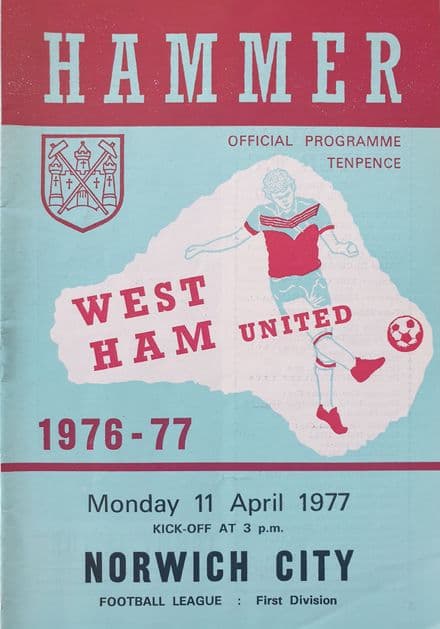 HAMMER
OFFICIAL PROGRAMME
TENPENCE
WEST
HAM UNITED
1976-77
Monday 11 April 1977
KICK-OFF AT 3 p.m.
NORWICH CITY
FOOTBALL LEAGUE : First Division